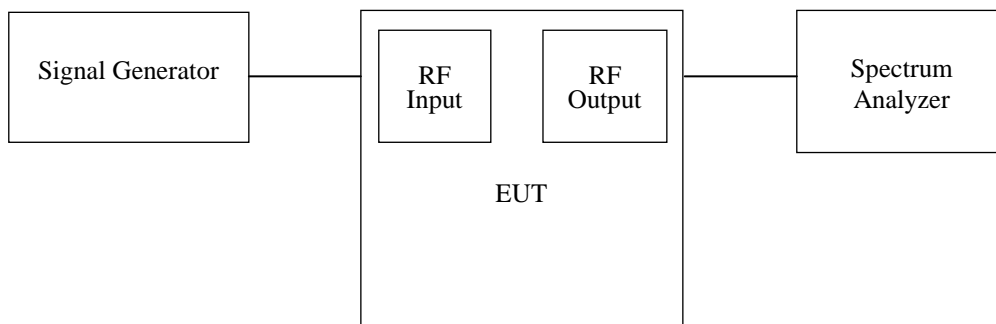 Signal Generator
RF
Input
RF
Output
Spectrum
Analyzer
EUT